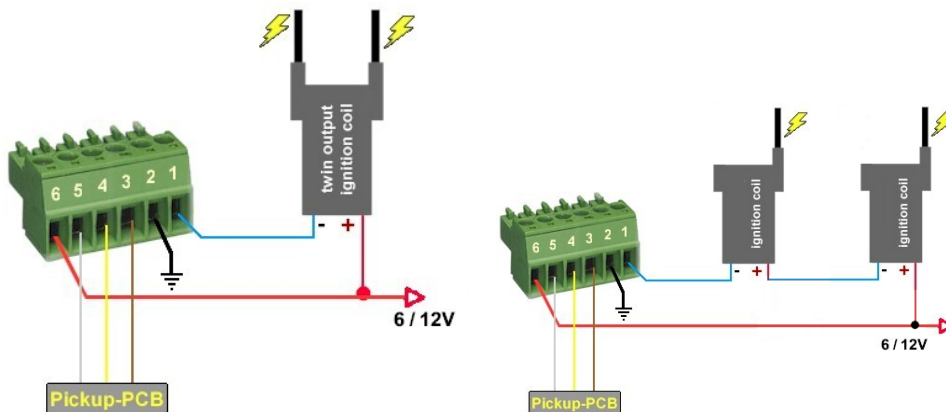 twin output
ignition coil
6 5 4 3 2 1
- +
6 / 12V
Pickup-PCB
ignition coil
ignition coil
6 5 4 3 2 1
- +
- +
6 / 12V
Pickup-PCB